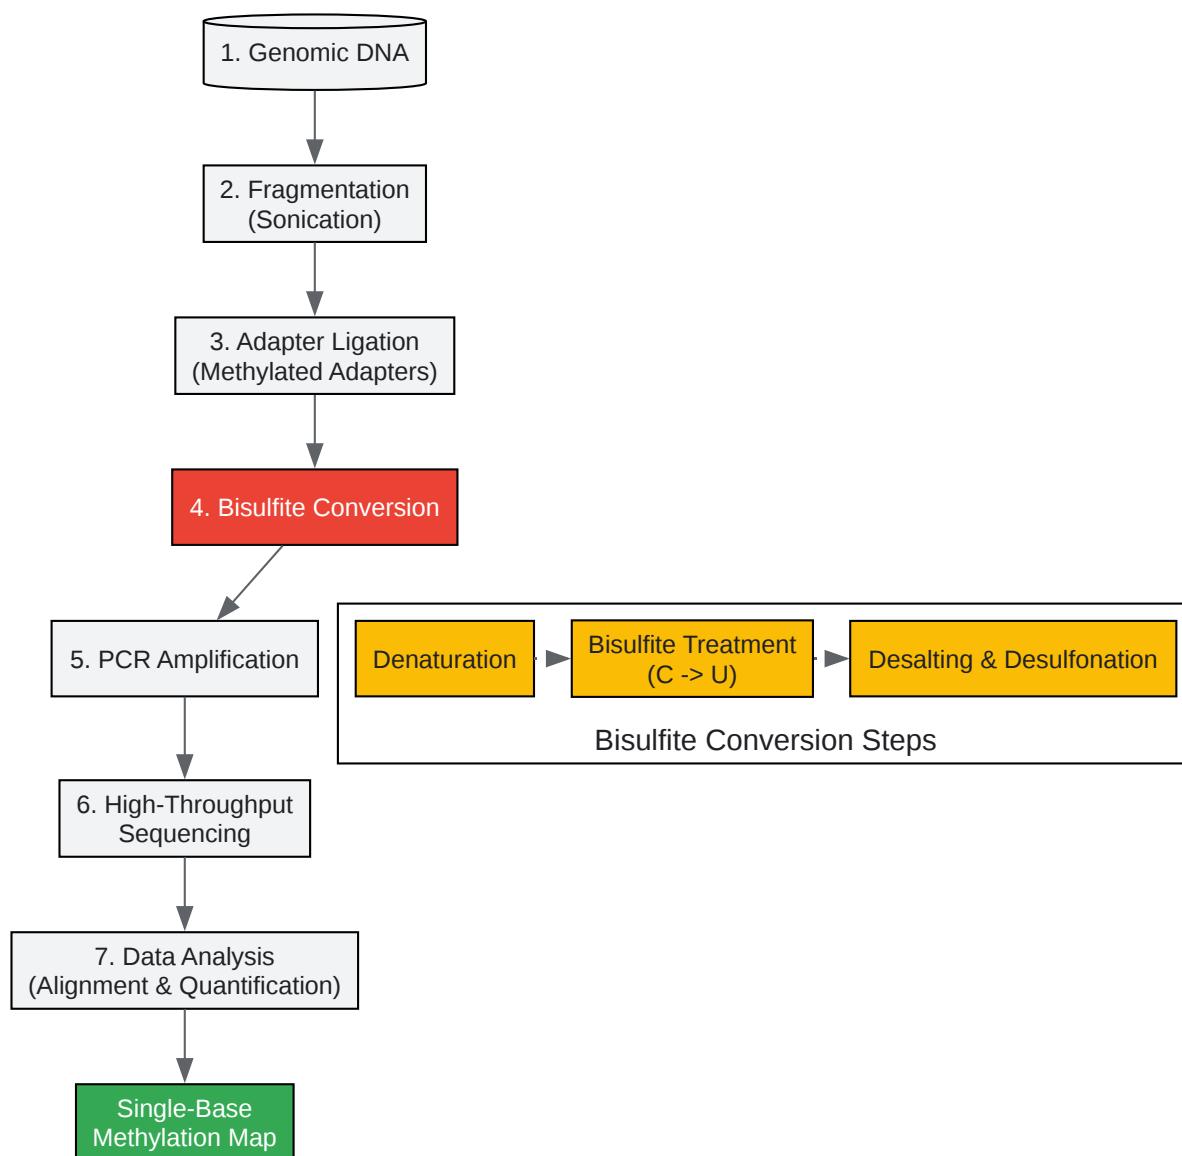 1. Genomic DNA
2. Fragmentation
(Sonication)
3. Adapter Ligation
(Methylated Adapters)
4. Bisulfite Conversion
5. PCR Amplification
Denaturation
Bisulfite Treatment
(C -> U)
Desalting & Desulfonation
Bisulfite Conversion Steps
6. High-Throughput
Sequencing
7. Data Analysis
(Alignment & Quantification)
Single-Base
Methylation Map